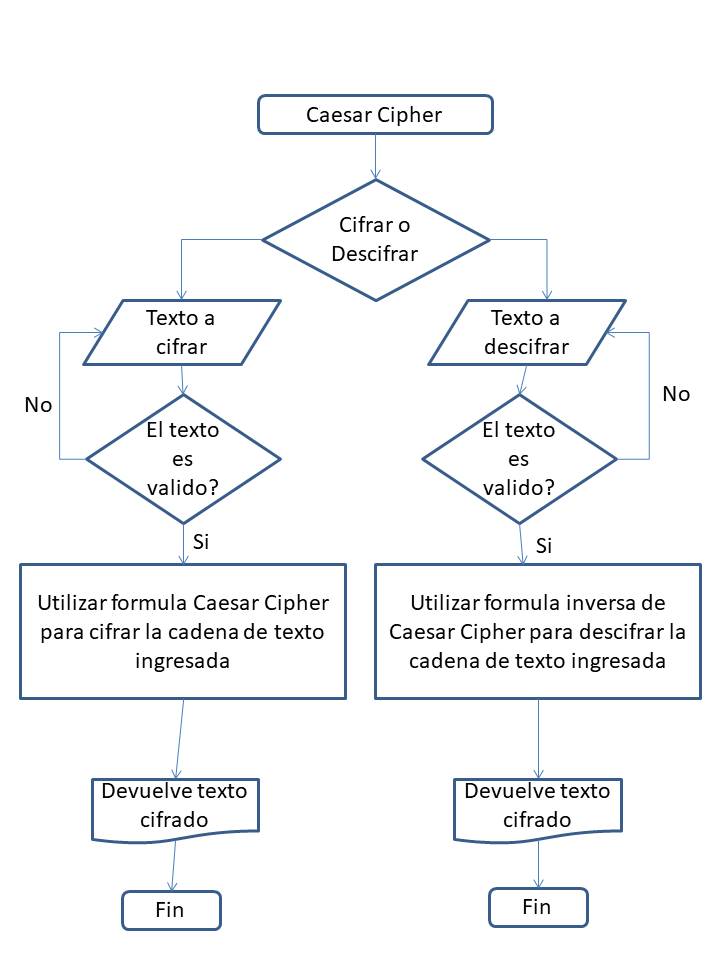 Caesar Cipher
Cifrar o
Descifrar
Texto a
cifrar
Texto a
descifrar
No
No
El texto
es
valido?
El texto
es
valido?
Si
Si
Utilizar formula Caesar Cipher
para cifrar la cadena de texto
ingresada
Utilizar formula inversa de
Caesar Cipher para descifrar la
cadena de texto ingresada
Devuelve texto
cifrado
Devuelve texto
cifrado
Fin
Fin